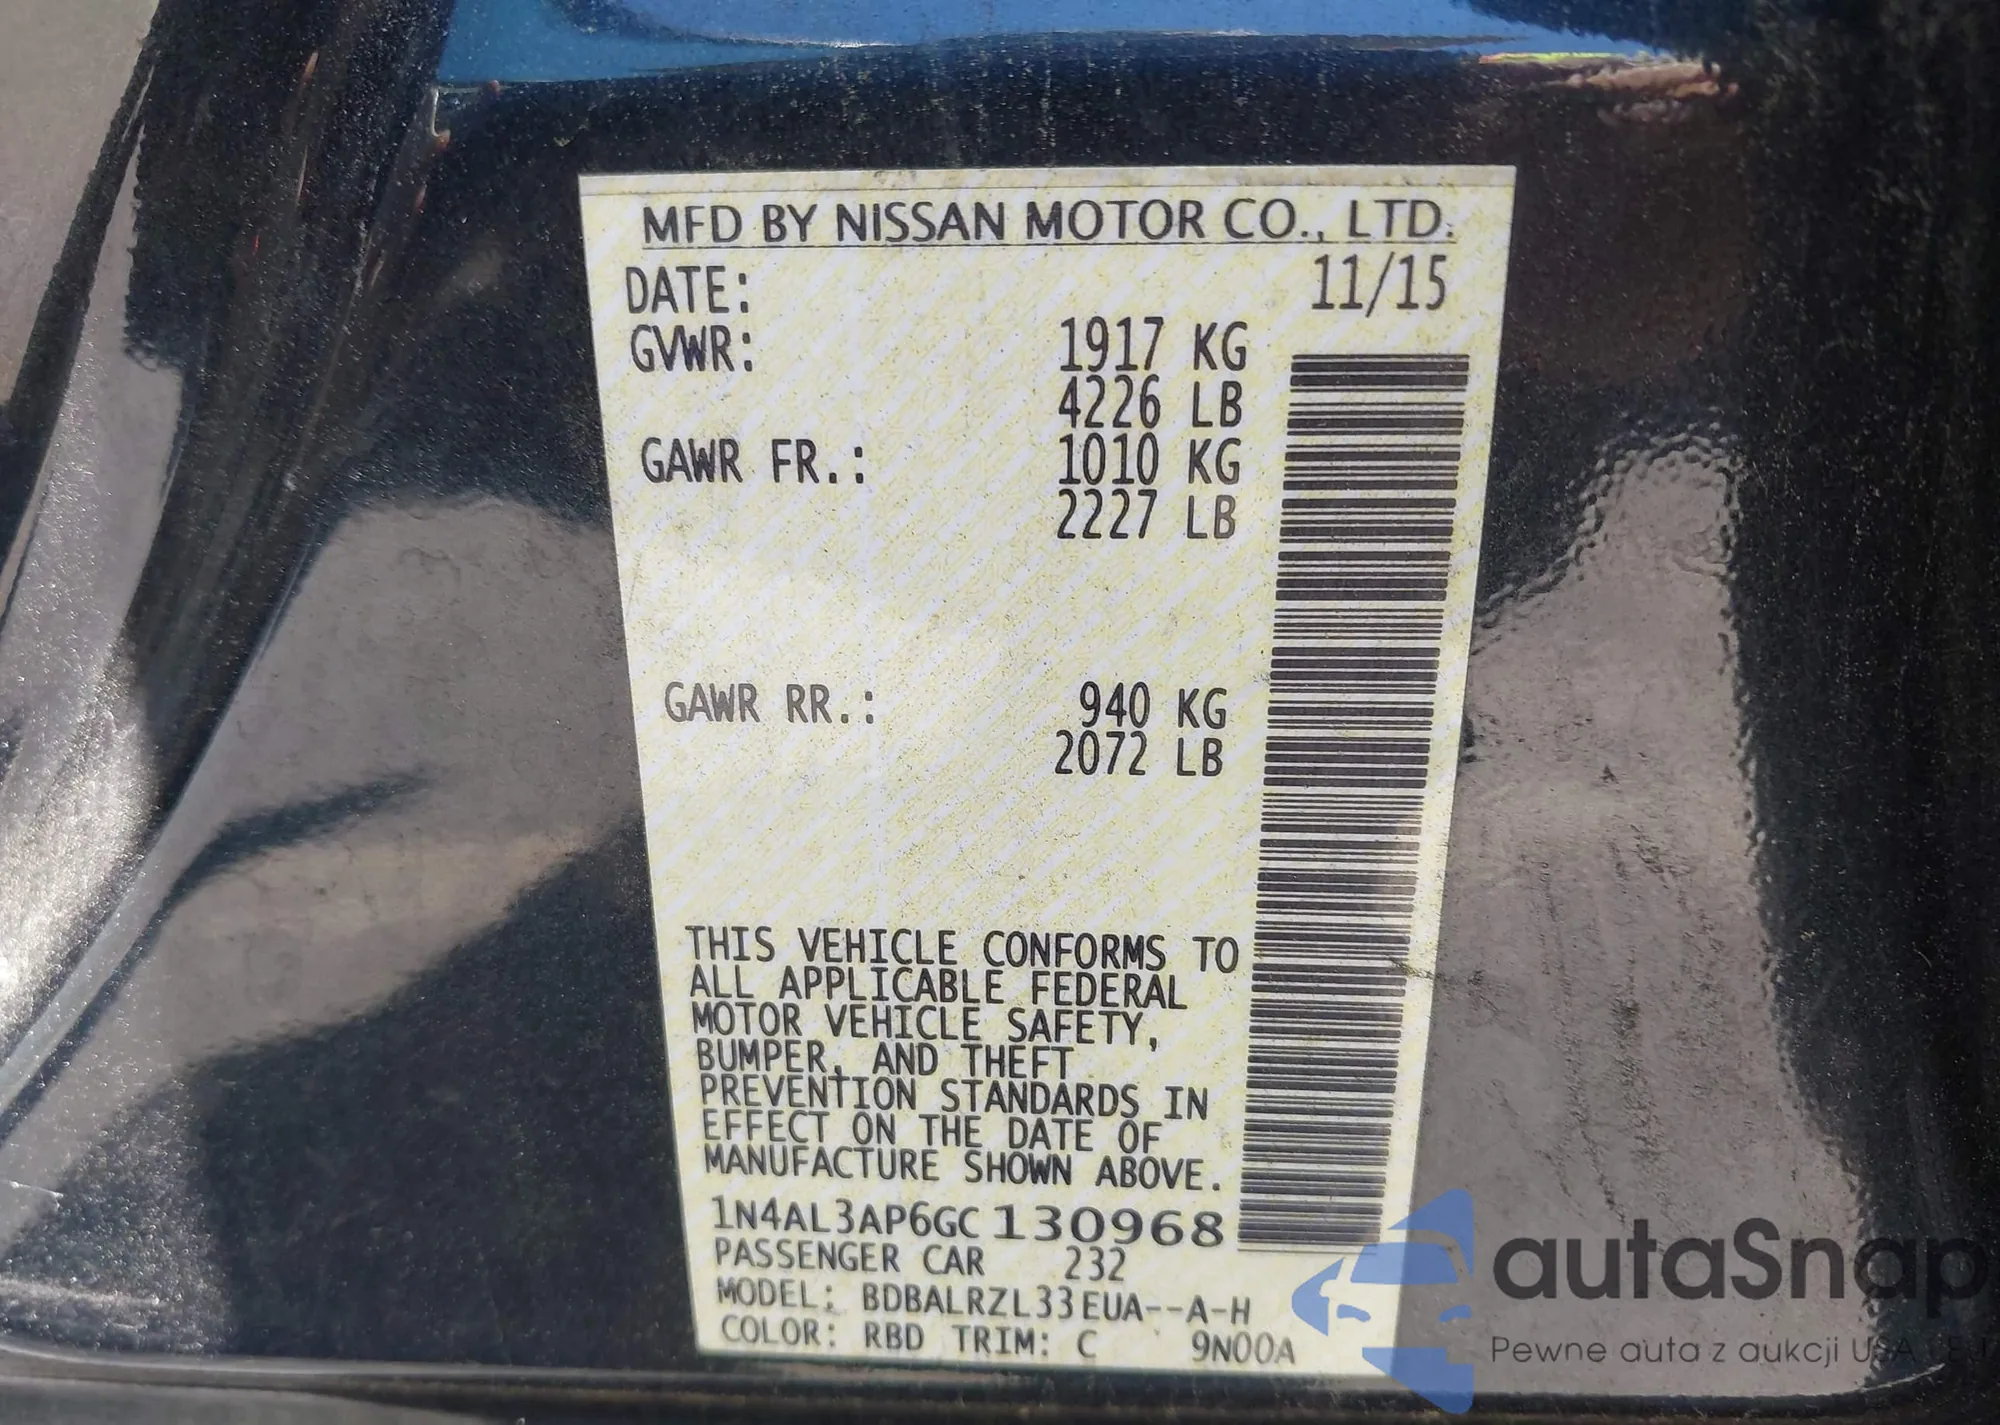 MFD BY NISSAN MOTOR CO., LTD.
DATE: 11/15
GVWR: 1917 KG
4226 LB
GAWR FR.: 1010 KG
2227 LB
GAWR RR.: 940 KG
2072 LB
THIS VEHICLE CONFORMS TO
ALL APPLICABLE FEDERAL
MOTOR VEHICLE SAFETY,
BUMPER, AND THEFT
PREVENTION STANDARDS IN
EFFECT ON THE DATE OF
MANUFACTURE SHOWN ABOVE.
1N4AL3AP6GC130968
PASSENGER CAR 232
MODEL: BDBALRZL33EUA--A-H
COLOR: RBD TRIM: C 9N00A
autaSnap
Pewne auta z aukcji USA